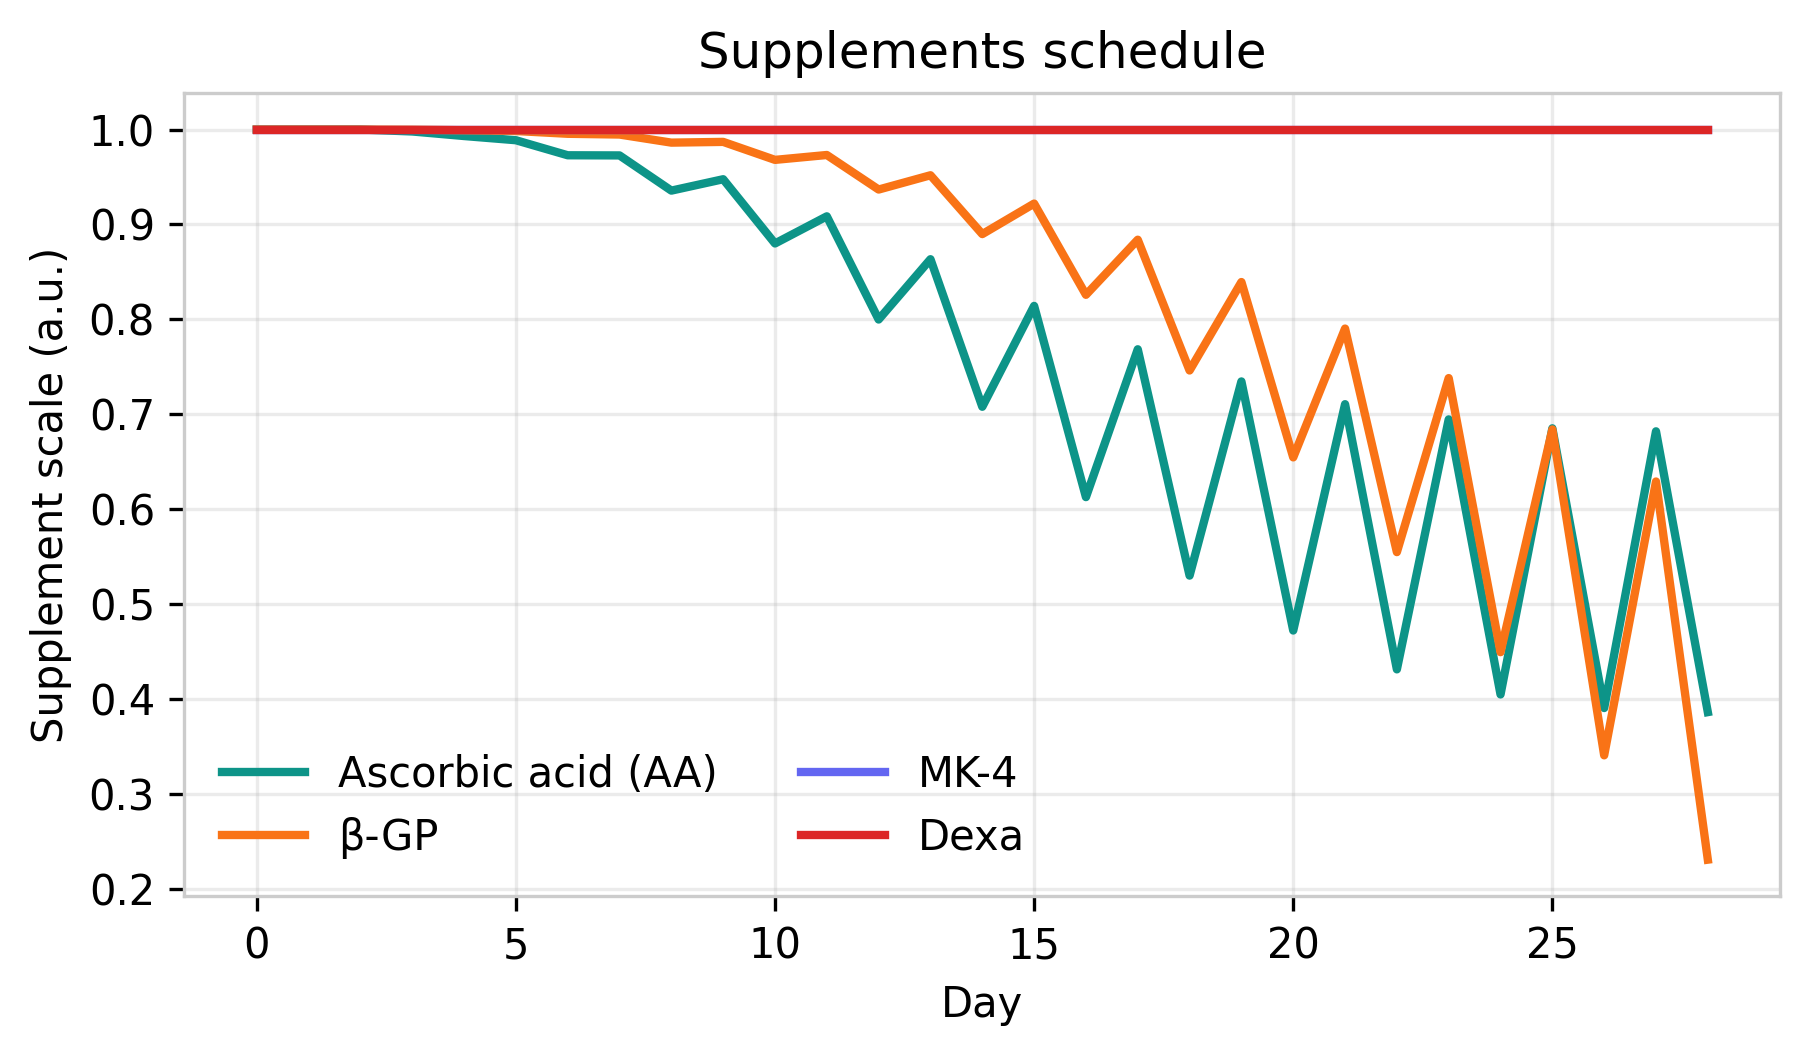 Supplements schedule
Supplement scale (a.u.)
1.0
0.9
0.8
0.7
0.6
0.5
0.4
0.3
0.2
Ascorbic acid (AA)
β-GP
MK-4
Dexa
0 5 10 15 20 25
Day